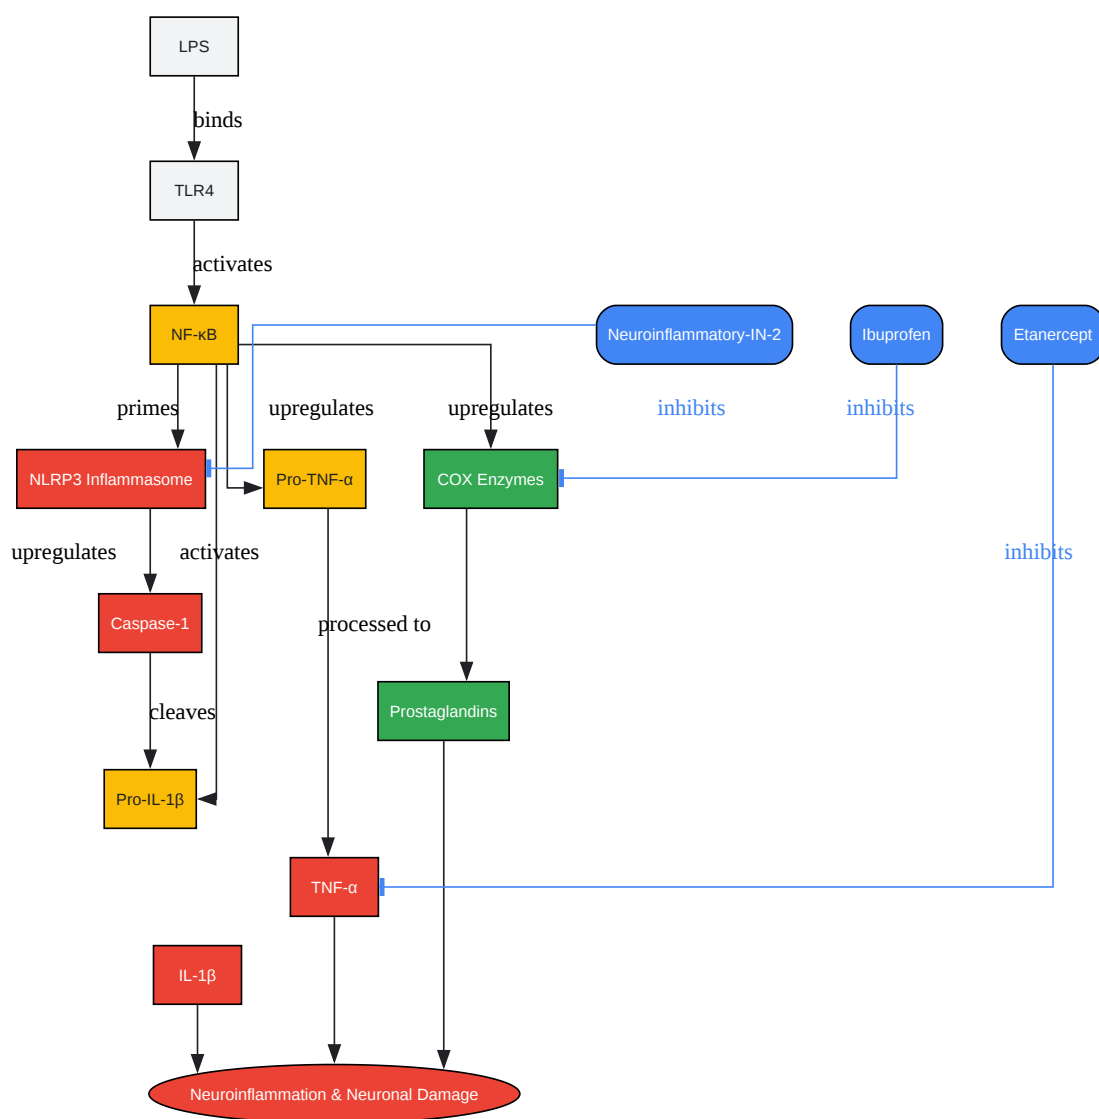 LPS
binds
TLR4
activates
NF-κB
Neuroinflammatory-IN-2
Ibuprofen
Etanercept
primes
upregulates
upregulates
inhibits
inhibits
NLRP3 Inflammasome
Pro-TNF-α
COX Enzymes
upregulates
activates
inhibits
Caspase-1
processed to
cleaves
Prostaglandins
Pro-IL-1β
TNF-α
IL-1β
Neuroinflammation & Neuronal Damage